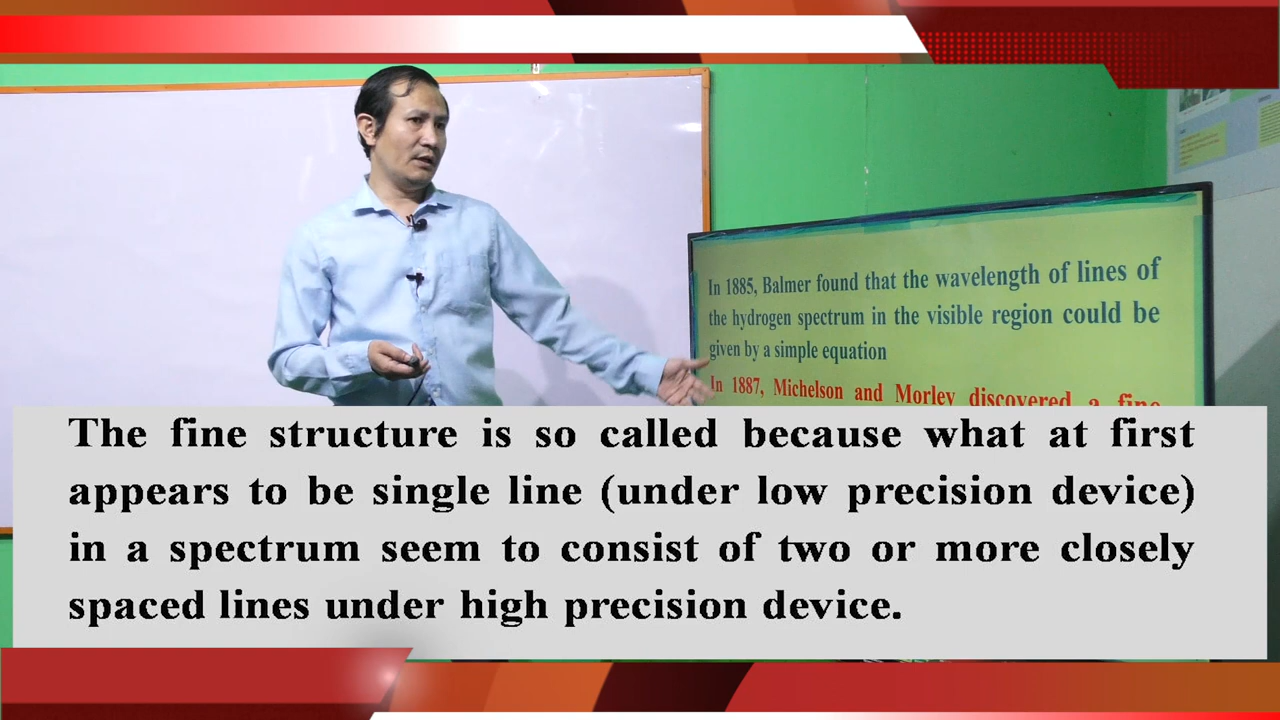 In 1885, Balmer found that the wavelength of lines of
the hydrogen spectrum in the visible region could be
given by a simple equation
In 1887, Michelson and Morley discovered a fine
The fine structure is so called because what at first
appears to be single line (under low precision device)
in a spectrum seem to consist of two or more closely
spaced lines under high precision device.